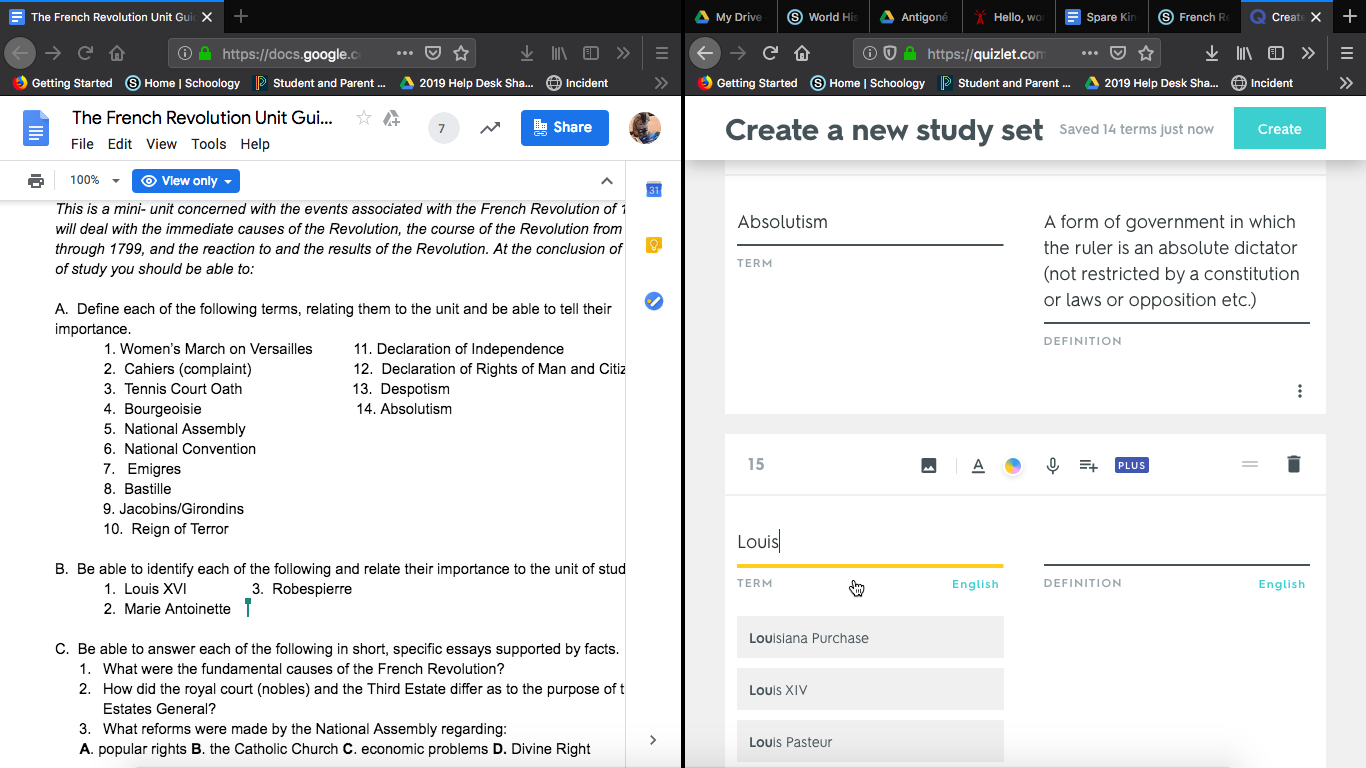 The French Revolution Unit Gui
My Drive
World His
Antigoné
Hello, wo
Spare Kin
French Re
Create
https://docs.google.c
https://quizlet.com
Getting Started
Home | Schoology
Student and Parent ...
2019 Help Desk Sha...
Incident
Getting Started
Home | Schoology
Student and Parent ...
2019 Help Desk Sha...
Incident
The French Revolution Unit Gui...
7
Share
File Edit View Tools Help
100%
View only
31
This is a mini- unit concerned with the events associated with the French Revolution of 1
will deal with the immediate causes of the Revolution, the course of the Revolution from
through 1799, and the reaction to and the results of the Revolution. At the conclusion of
of study you should be able to:
A. Define each of the following terms, relating them to the unit and be able to tell their
importance.
1. Women's March on Versailles 11. Declaration of Independence
2. Cahiers (complaint) 12. Declaration of Rights of Man and Citiz
3. Tennis Court Oath 13. Despotism
4. Bourgeoisie 14. Absolutism
5. National Assembly
6. National Convention
7. Emigres
8. Bastille
9. Jacobins/Girondins
10. Reign of Terror
B. Be able to identify each of the following and relate their importance to the unit of stud
1. Louis XVI 3. Robespierre
2. Marie Antoinette
C. Be able to answer each of the following in short, specific essays supported by facts.
1. What were the fundamental causes of the French Revolution?
2. How did the royal court (nobles) and the Third Estate differ as to the purpose of t
Estates General?
3. What reforms were made by the National Assembly regarding:
A. popular rights B. the Catholic Church C. economic problems D. Divine Right
Create a new study set
Saved 14 terms just now
Create
Absolutism
TERM
A form of government in which
the ruler is an absolute dictator
(not restricted by a constitution
or laws or opposition etc.)
DEFINITION
15
A
PLUS
Louis
TERM English
DEFINITION English
Louisiana Purchase
Louis XIV
Louis Pasteur